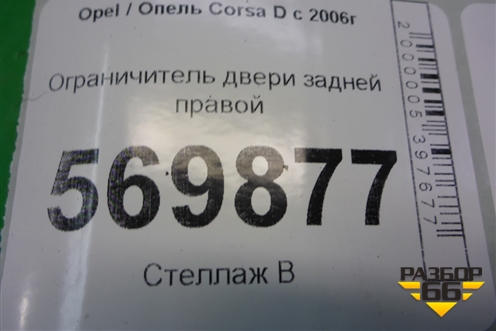 Opel / Опель Corsa D с 2006г
Ограничитель двери задней
правой
569877
Стеллаж В
2000005397677
РАЗБОР
66